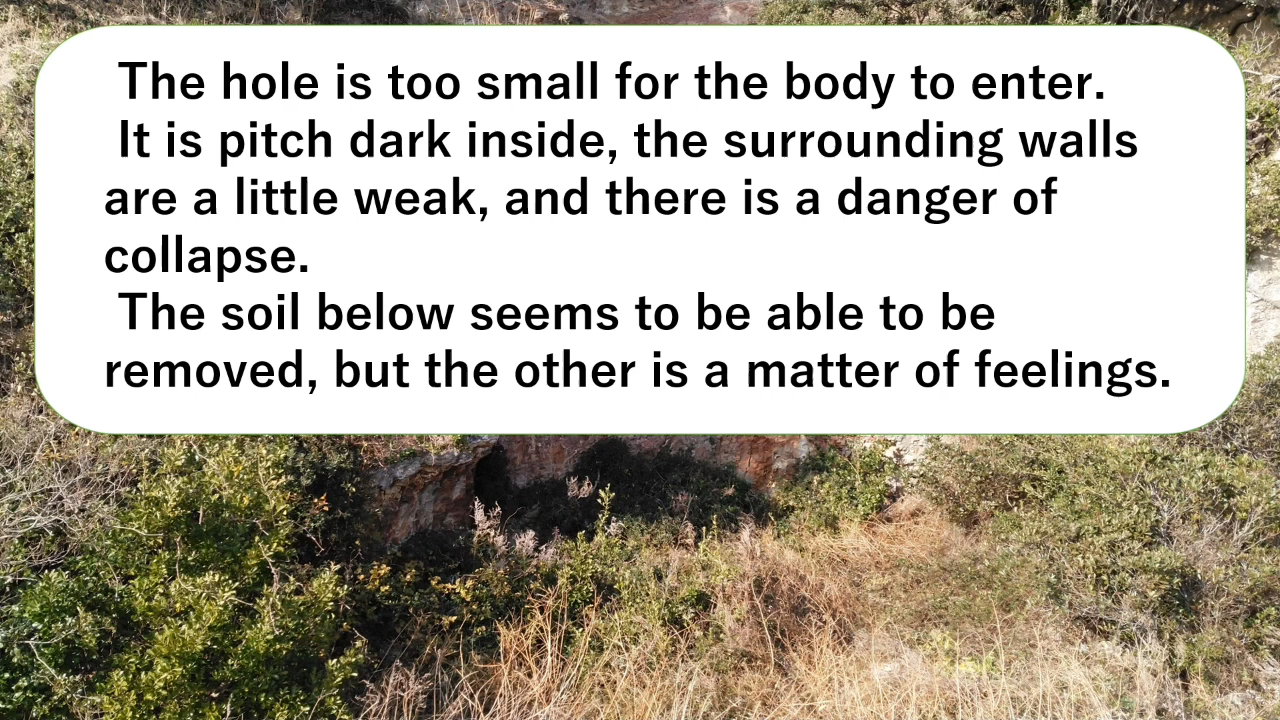 The hole is too small for the body to enter.
It is pitch dark inside, the surrounding walls
are a little weak, and there is a danger of
collapse.
The soil below seems to be able to be
removed, but the other is a matter of feelings.